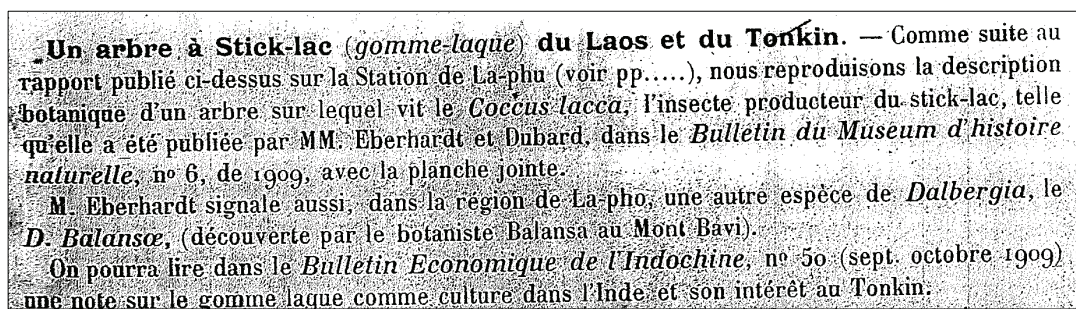 Un arbre à Stick-lac (gomme-laque) du Laos et du Tonkin. — Comme suite au
rapport publié ci-dessus sur la Station de La-phu (voir pp.....), nous reproduisons la description
botanique d'un arbre sur lequel vit le Coccus lacca, l'insecte producteur du stick-lac, telle
qu'elle a été publiée par MM. Eberhardt et Dubard, dans le Bulletin du Muséum d'histoire
naturelle, nº 6, de 1909, avec la planche jointe.
M. Eberhardt signale aussi, dans la région de La-pho, une autre espèce de Dalbergia, le
D. Balansœ, (découverte par le botaniste Balansa au Mont Bavi).
On pourra lire dans le Bulletin Economique de l'Indochine, nº 50 (sept. octobre 1909)
une note sur le gomme laque comme culture dans l'Inde et son intérêt au Tonkin.